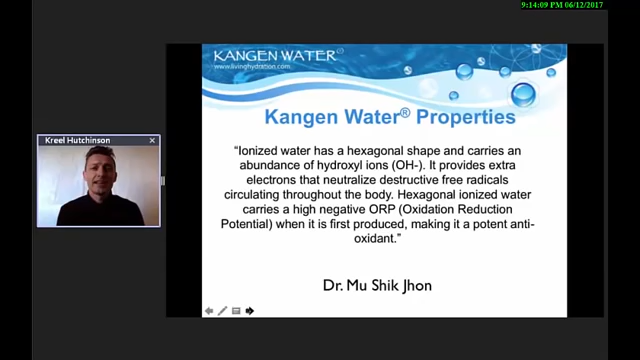 9:14:09 PM 06/12/2017
KANGEN WATER®
www.livinghydration.com
Kangen Water® Properties
Kreel Hutchinson
"Ionized water has a hexagonal shape and carries an
abundance of hydroxyl ions (OH-). It provides extra
electrons that neutralize destructive free radicals
circulating throughout the body. Hexagonal ionized water
carries a high negative ORP (Oxidation Reduction
Potential) when it is first produced, making it a potent anti-
oxidant."
Dr. Mu Shik Jhon